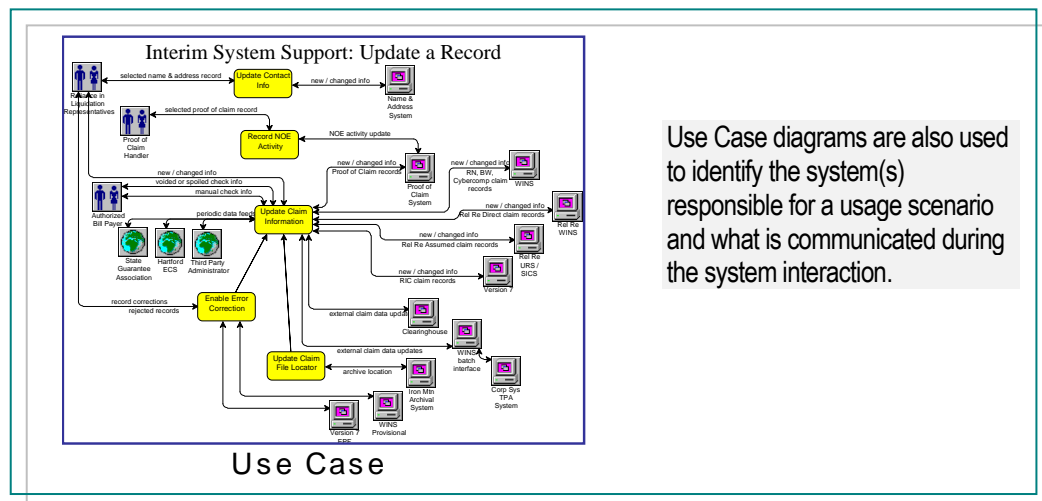 Interim System Support: Update a Record
selected name & address record
Update Contact
Info
new / changed info
Name &
Address
System
Reliance in
Liquidation
Representatives
selected proof of claim record
Proof of
Claim
Handler
Record NOE
Activity
NOE activity update
new / changed info
Proof of Claim records
Proof of
Claim
System
new / changed info
RN, BW,
Cybercomp claim
records
WINS
new / changed info
voided or spoiled check info
manual check info
Authorized
Bill Payer
Update Claim
Information
new / changed info
Rel Re Direct claim records
Rel Re
WINS
periodic data feeds
State
Guarantee
Association
Hartford
ECS
Third Party
Administrator
new / changed info
Rel Re Assumed claim records
Rel Re
URS /
SICS
new / changed info
RIC claim records
Version 7
record corrections
rejected records
Enable Error
Correction
external claim data updat
Clearinghouse
external claim data updates
WINS
batch
interface
Update Claim
File Locator
archive location
Iron Mtn
Archival
System
Corp Sys
TPA
System
Version 7
WINS
Provisional
Use Case
Use Case diagrams are also used
to identify the system(s)
responsible for a usage scenario
and what is communicated during
the system interaction.